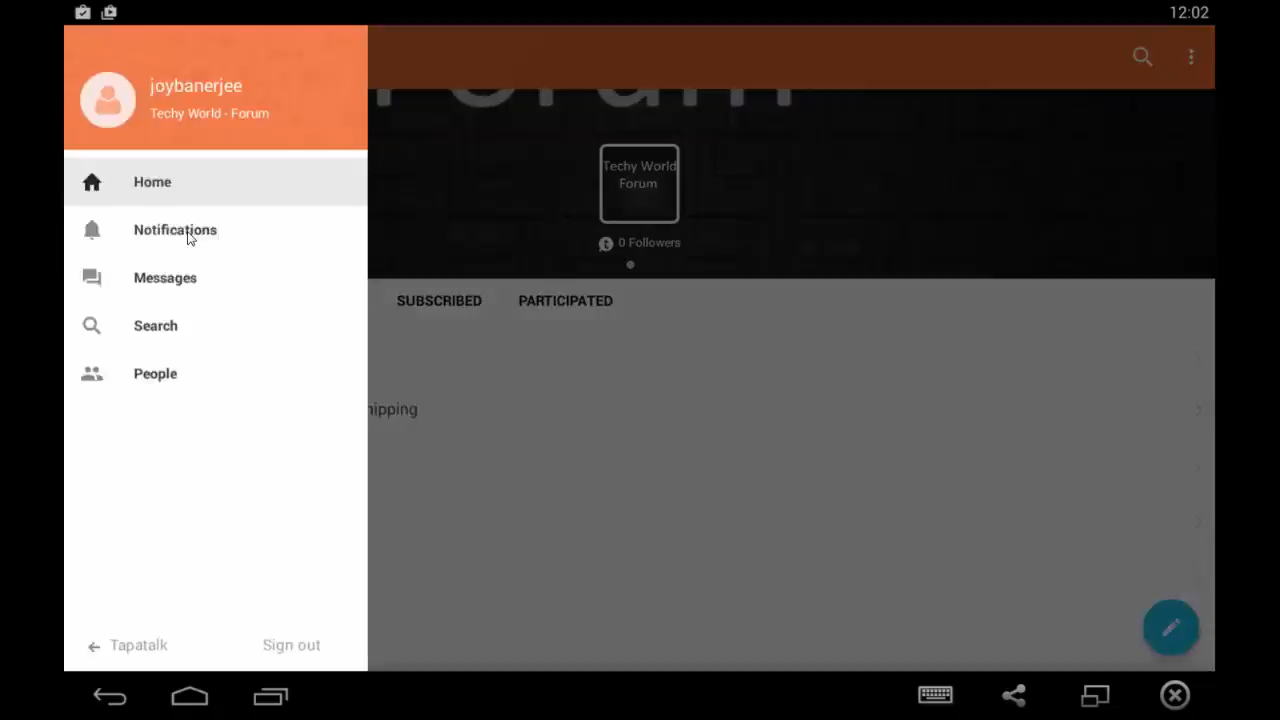 12:02
joybanerjee
Techy World - Forum
Home
Notifications
Messages
Search
People
Tapatalk
Sign out
Forum
Techy World
Forum
0 Followers
SUBSCRIBED
PARTICIPATED